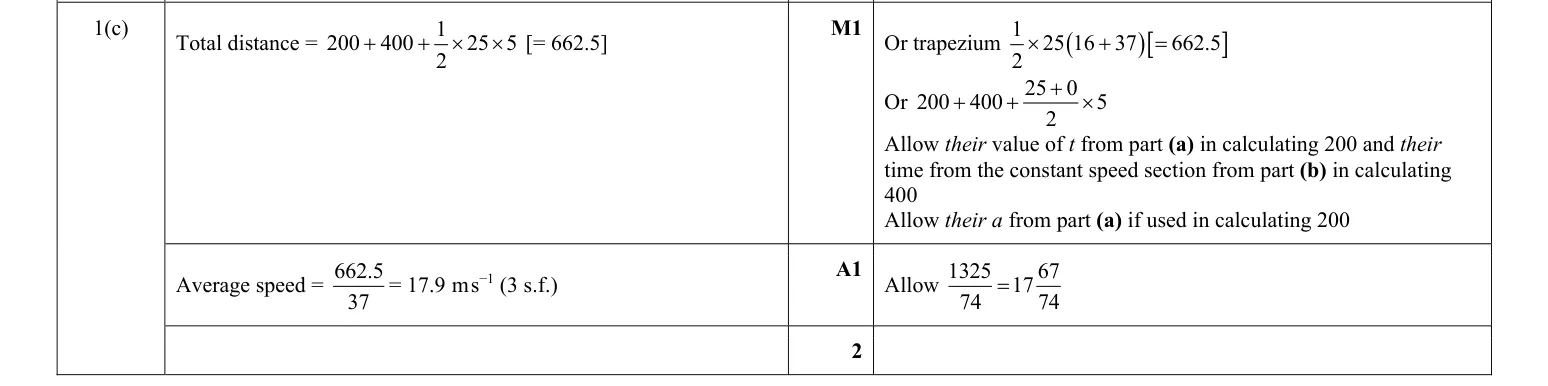 1(c)
Total distance = 200 + 400 + 1/2 × 25 × 5 [= 662.5]
M1
Or trapezium 1/2 × 25(16 + 37)[= 662.5]
Or 200 + 400 + (25 + 0)/2 × 5
Allow their value of t from part (a) in calculating 200 and their
time from the constant speed section from part (b) in calculating
400
Allow their a from part (a) if used in calculating 200
Average speed = 662.5/37 = 17.9 m s⁻¹ (3 s.f.)
A1
Allow 1325/74 = 17 67/74
2